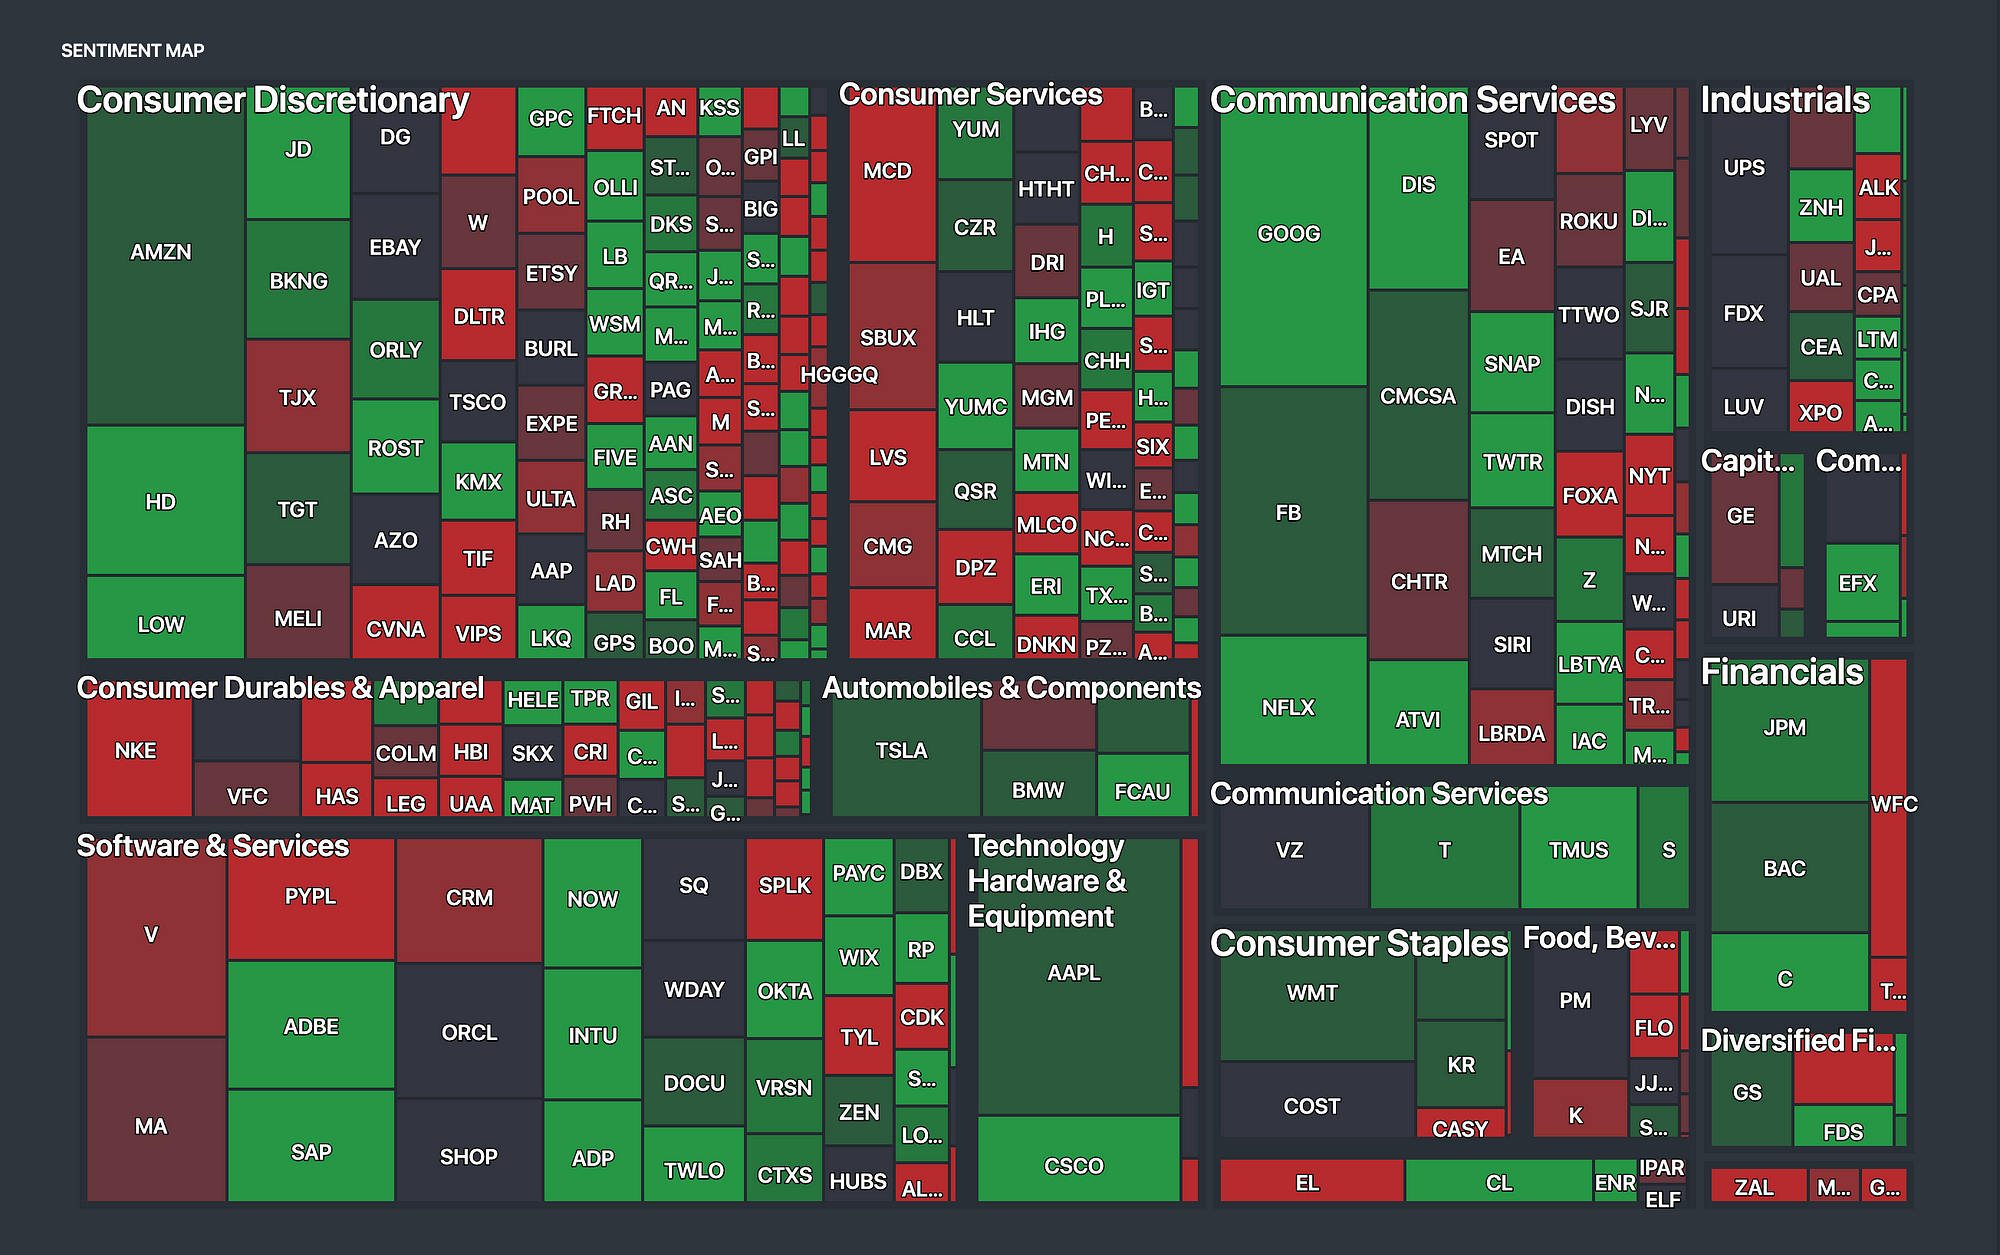 SENTIMENT MAP
Consumer Discretionary
AMZN
HD
LOW
JD
BKNG
TJX
TGT
MELI
DG
EBAY
ORLY
ROST
AZO
CVNA
W
DLTR
TSCO
KMX
TIF
VIPS
GPC
POOL
ETSY
BURL
EXPE
ULTA
AAP
LKQ
FTCH
OLLI
LB
WSM
GR...
FIVE
RH
LAD
GPS
AN
ST...
DKS
QR...
M...
PAG
AAN
ASC
CWH
FL
BOO
KSS
O...
S...
J...
M...
A...
M
S...
AEO
SAH
F...
M...
GPI
BIG
S...
R...
B...
S...
B...
S...
LL
HGGGQ
Consumer Services
MCD
SBUX
LVS
CMG
MAR
YUM
CZR
HLT
YUMC
QSR
DPZ
CCL
HTHT
DRI
IHG
MGM
MTN
MLCO
ERI
DNKN
CH...
H
PL...
CHH
PE...
WI...
NC...
TX...
PZ...
B...
C...
S...
IGT
S...
H...
SIX
E...
C...
S...
B...
A...
Communication Services
GOOG
FB
NFLX
DIS
CMCSA
CHTR
ATVI
SPOT
EA
SNAP
TWTR
MTCH
SIRI
LBRDA
ROKU
TTWO
DISH
FOXA
Z
LBTYA
IAC
LYV
DI...
SJR
N...
NYT
N...
W...
C...
TR...
M...
Industrials
UPS
FDX
LUV
ZNH
UAL
CEA
XPO
ALK
J...
CPA
LTM
C...
A...
Capit...
GE
URI
Com...
EFX
Consumer Durables & Apparel
NKE
VFC
HAS
COLM
LEG
HBI
UAA
HELE
SKX
MAT
TPR
CRI
PVH
GIL
C...
C...
I...
S...
S...
L...
J...
G...
Automobiles & Components
TSLA
BMW
FCAU
Communication Services
VZ
T
TMUS
S
Financials
JPM
BAC
C
WFC
T...
Software & Services
V
MA
PYPL
ADBE
SAP
CRM
ORCL
SHOP
NOW
INTU
ADP
SQ
WDAY
DOCU
TWLO
SPLK
OKTA
VRSN
CTXS
PAYC
WIX
TYL
ZEN
HUBS
DBX
RP
CDK
S...
LO...
AL...
Technology
Hardware &
Equipment
AAPL
CSCO
Consumer Staples
WMT
COST
KR
CASY
Food, Bev...
PM
K
FLO
JJ...
S...
Diversified Fi...
GS
FDS
EL
CL
ENR
IPAR
ELF
ZAL
M...
G...